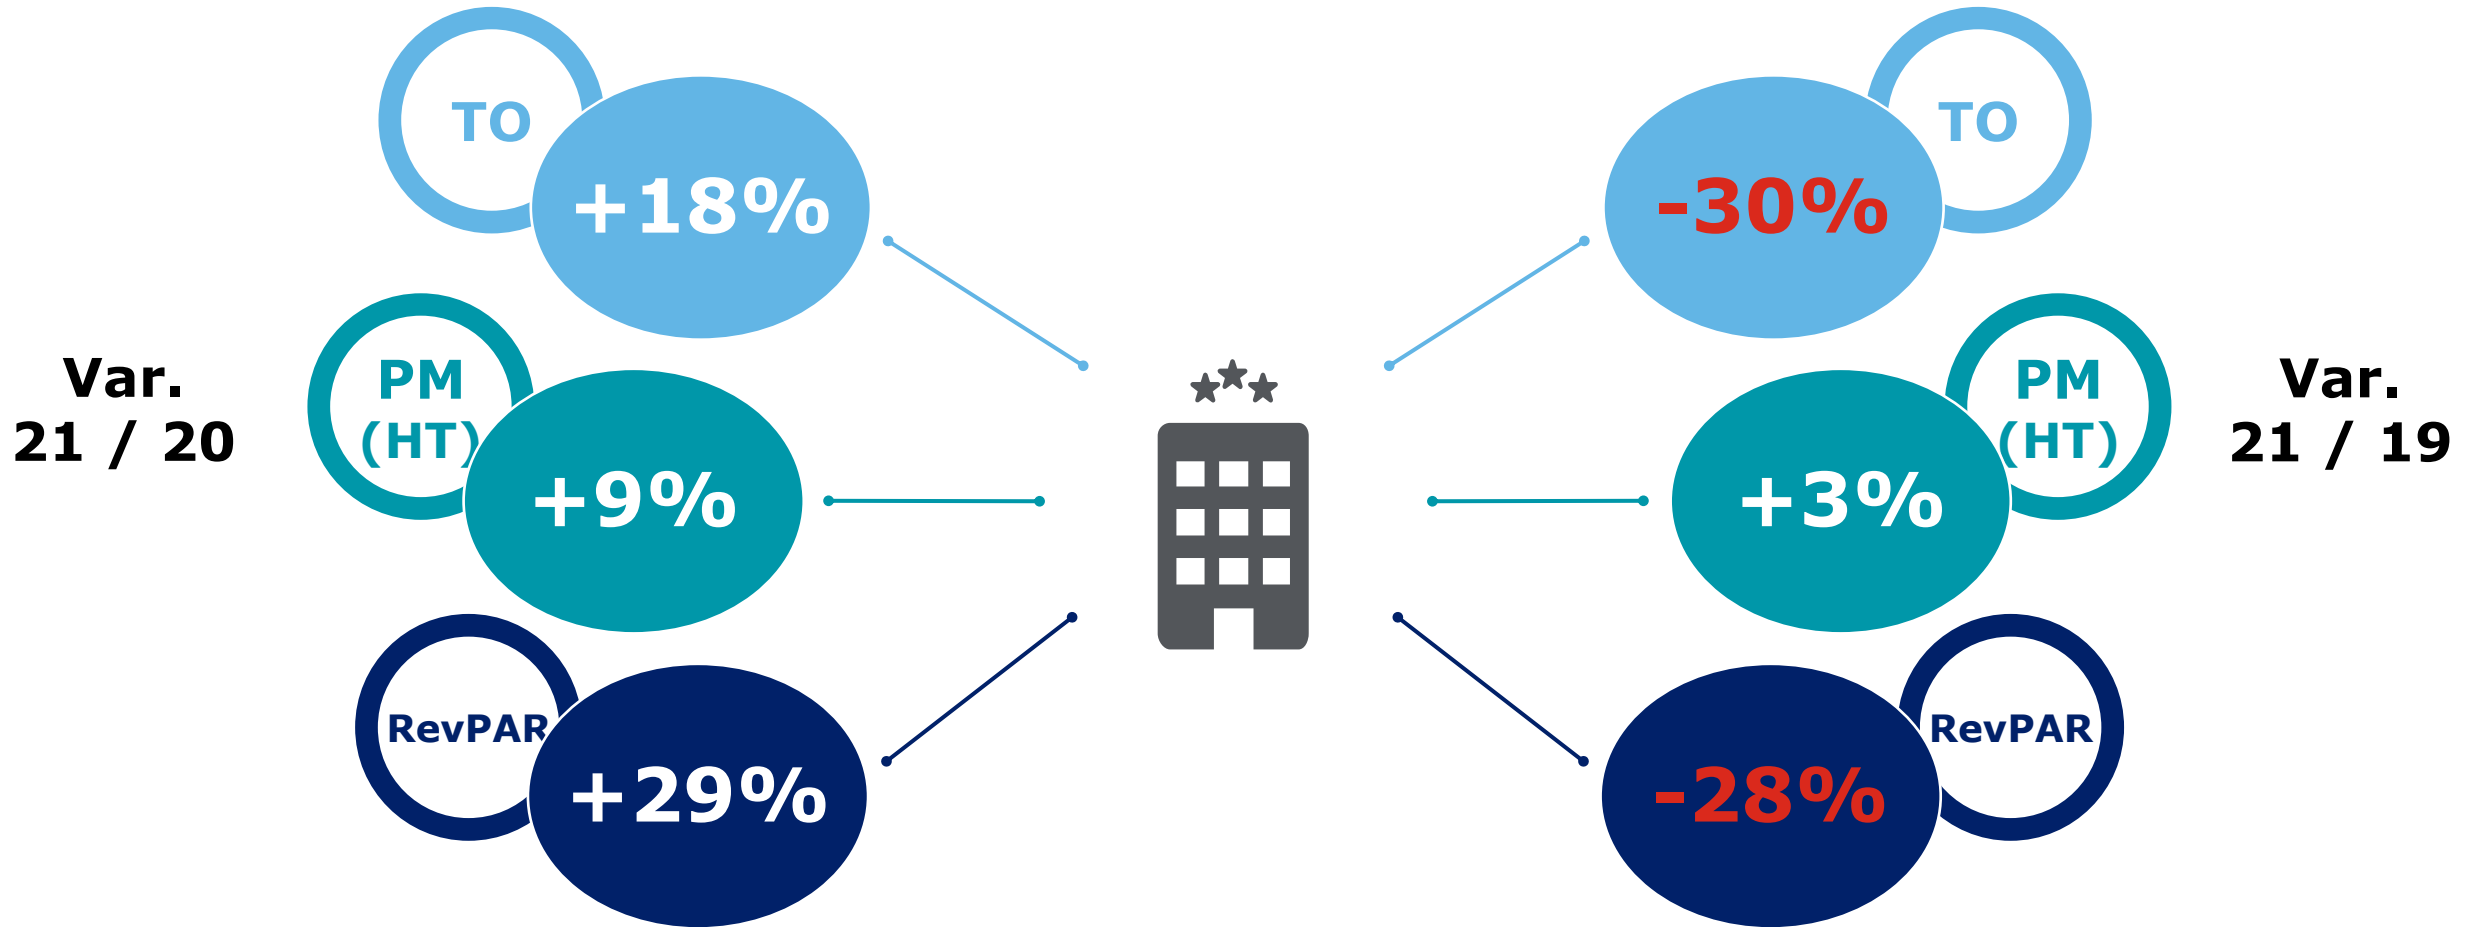 Var.
21 / 20
TO
+18%
PM
(HT)
+9%
RevPAR
+29%
TO
-30%
PM
(HT)
+3%
RevPAR
-28%
Var.
21 / 19